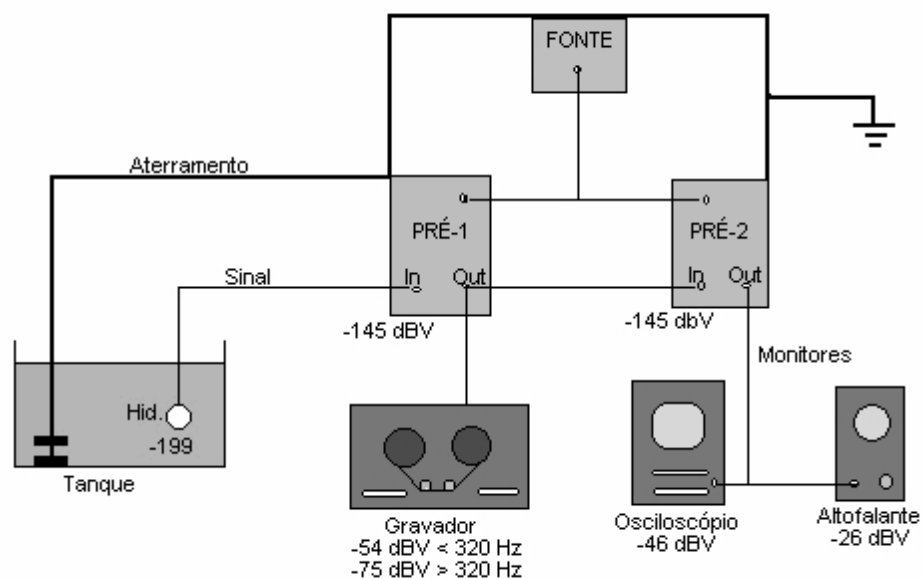 FONTE
Aterramento
PRÉ-1
PRÉ-2
In
Out
In
Out
Sinal
-145 dBV
-145 dbV
Monitores
Hid.
-199
Tanque
Gravador
-54 dBV < 320 Hz
-75 dBV > 320 Hz
Osciloscópio
-46 dBV
Altofalante
-26 dBV